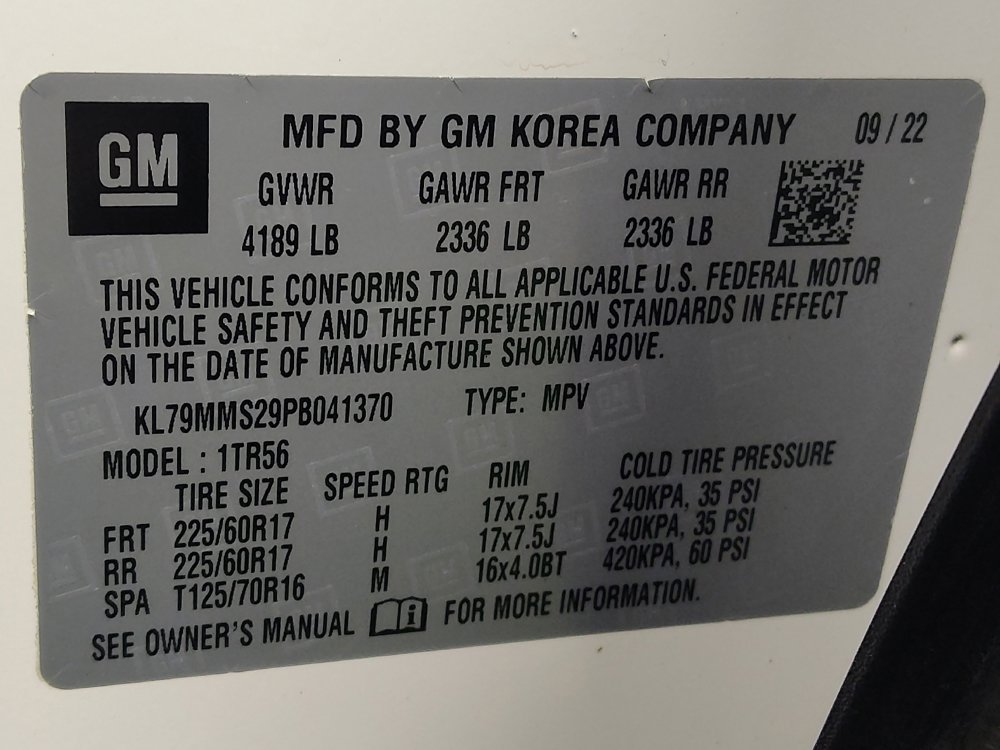 GM
MFD BY GM KOREA COMPANY 09 / 22
GVWR GAWR FRT GAWR RR
4189 LB 2336 LB 2336 LB
THIS VEHICLE CONFORMS TO ALL APPLICABLE U.S. FEDERAL MOTOR
VEHICLE SAFETY AND THEFT PREVENTION STANDARDS IN EFFECT
ON THE DATE OF MANUFACTURE SHOWN ABOVE.
KL79MMS29PB041370 TYPE: MPV
MODEL : 1TR56
TIRE SIZE SPEED RTG RIM COLD TIRE PRESSURE
FRT 225/60R17 H 17x7.5J 240KPA, 35 PSI
RR 225/60R17 H 17x7.5J 240KPA, 35 PSI
SPA T125/70R16 M 16x4.0BT 420KPA, 60 PSI
SEE OWNER'S MANUAL i FOR MORE INFORMATION.